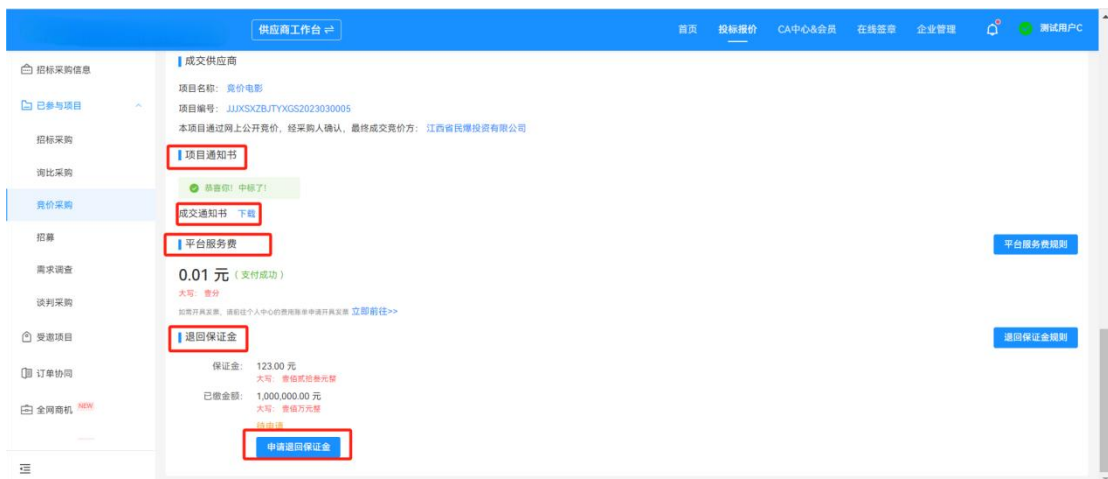 供应商工作台 ⇌
首页 投标报价 CA中心&会员 在线签章 企业管理 测试用户C
招标采购信息
已参与项目
招标采购
询比采购
竞价采购
招募
需求调查
谈判采购
受邀项目
订单协同
全网商机 NEW
成交供应商
项目名称: 竞价电影
项目编号: JJJXSXZBJTYXGS2023030005
本项目通过网上公开竞价，经采购人确认，最终成交竞价方: 江西省民爆投资有限公司
项目通知书
恭喜你！中标了！
成交通知书 下载
平台服务费
平台服务费规则
0.01 元（支付成功）
大写: 壹分
如需开具发票，请前往个人中心的费用账单申请开具发票 立即前往>>
退回保证金
退回保证金规则
保证金: 123.00 元
大写: 壹佰贰拾叁元整
已缴金额: 1,000,000.00 元
大写: 壹佰万元整
待申请
申请退回保证金